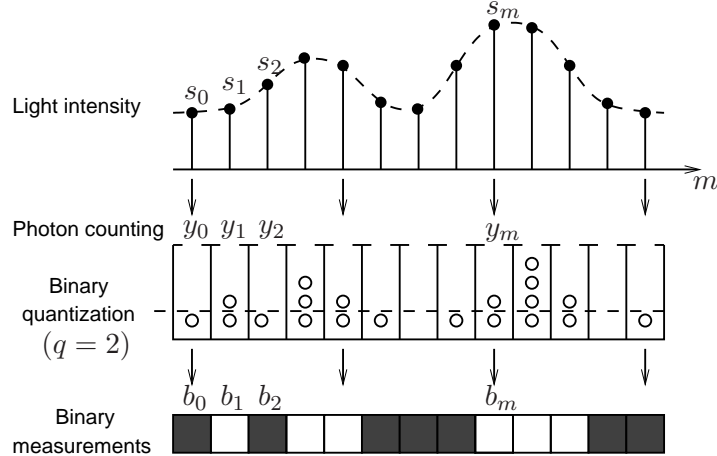 s_m
s_0 s_1 s_2
Light intensity
m
Photon counting y_0 y_1 y_2 y_m
Binary
quantization
(q = 2)
b_0 b_1 b_2 b_m
Binary
measurements